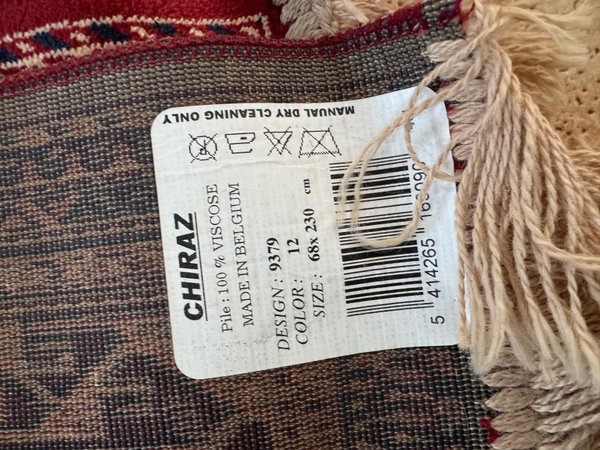 MANUAL DRY CLEANING ONLY
CHIRAZ
Pile : 100 % VISCOSE
MADE IN BELGIUM
DESIGN : 9379
COLOR : 12
SIZE : 68x 230 cm
5 414265